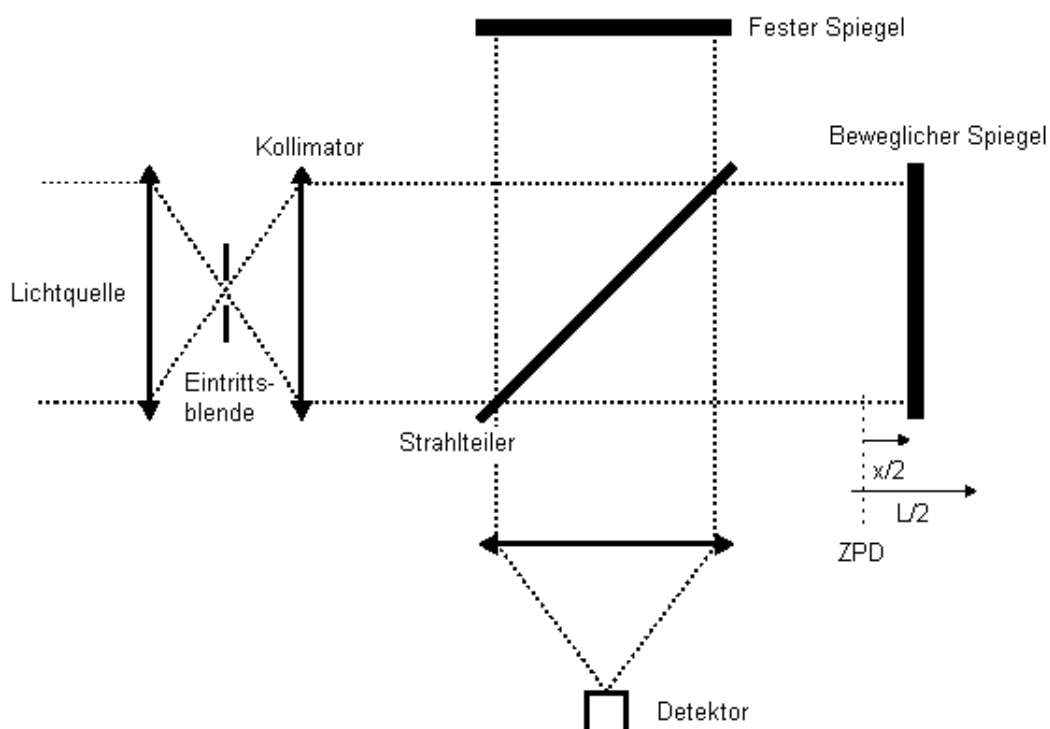 Fester Spiegel
Beweglicher Spiegel
Kollimator
Lichtquelle
Eintritts-
blende
Strahlteiler
x/2
L/2
ZPD
Detektor